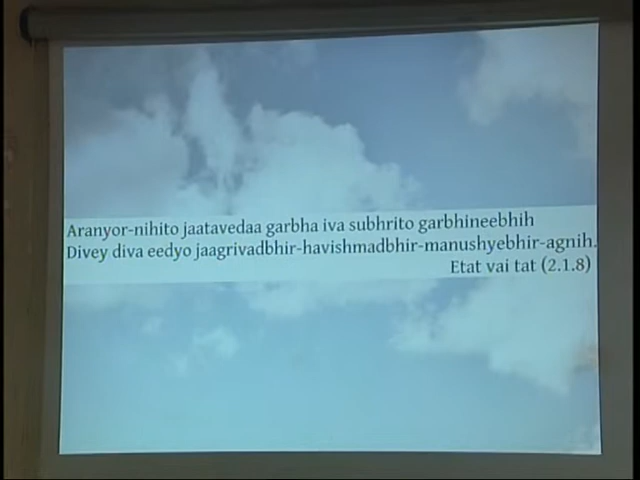 Aranyor-nihito jaatavedaa garbha iva subhrito garbhineebhih
Divey diva eedyo jaagrivadbhir-havishmadbhir-manushyebhir-agnih.
Etat vai tat (2.1.8)